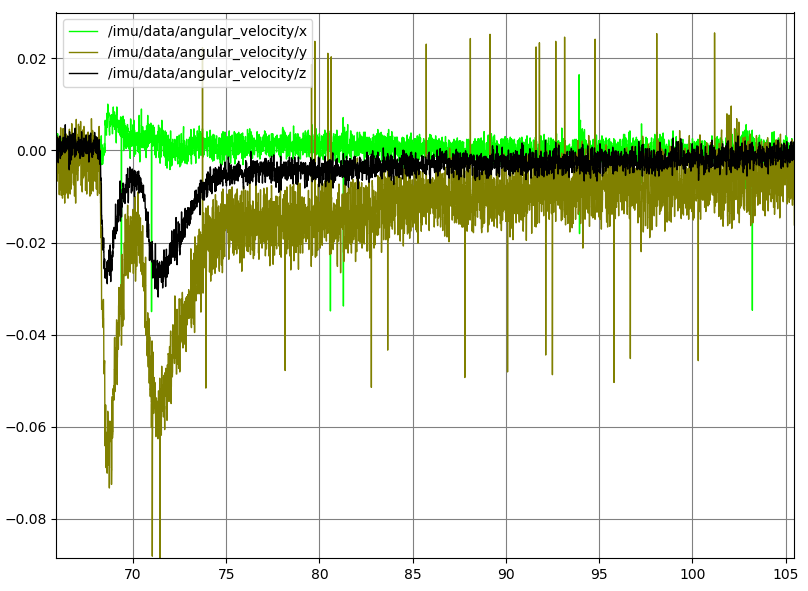 /imu/data/angular_velocity/x
/imu/data/angular_velocity/y
/imu/data/angular_velocity/z
0.02
0.00
−0.02
−0.04
−0.06
−0.08
70 75 80 85 90 95 100 105